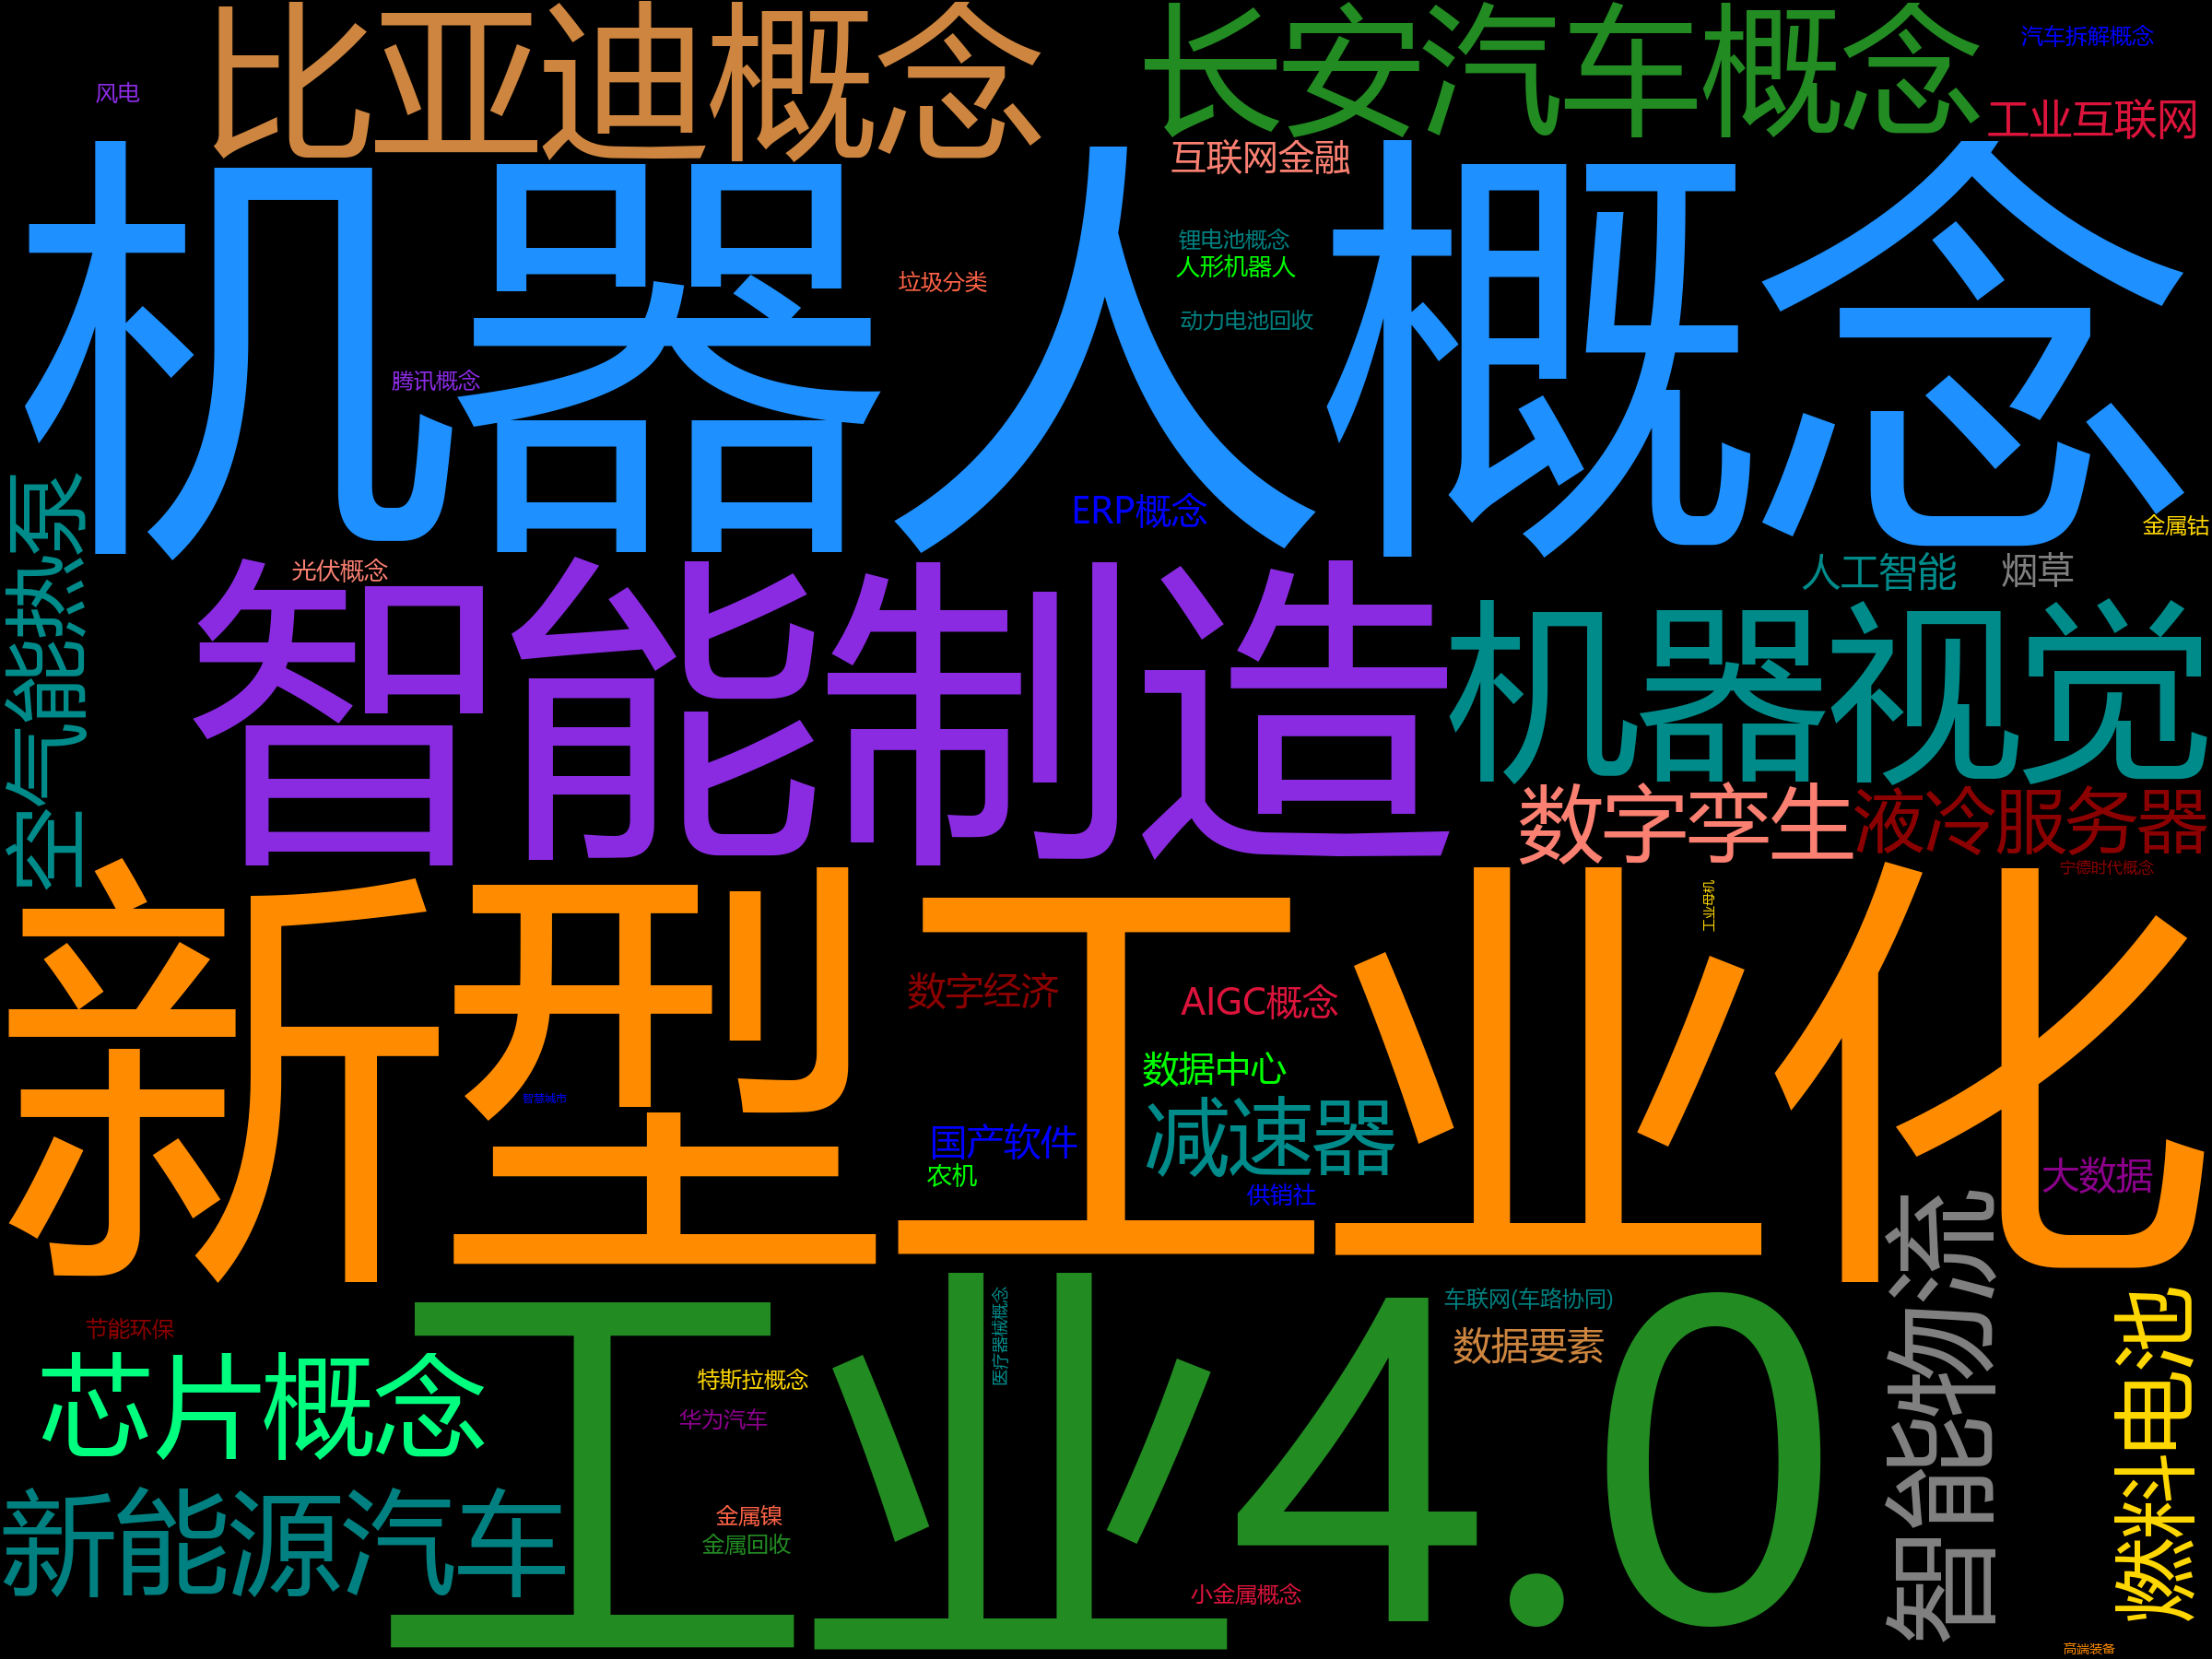 比亚迪概念
长安汽车概念
汽车拆解概念
风电
工业互联网
互联网金融
机器人概念
锂电池概念
人形机器人
垃圾分类
动力电池回收
腾讯概念
ERP概念
金属钴
空气能热泵
光伏概念
人工智能
烟草
智能制造
机器视觉
数字孪生
液冷服务器
宁德时代概念
工业母机
新型工业化
数字经济
AIGC概念
数据中心
智慧城市
减速器
国产软件
农机
供销社
大数据
智能物流
燃料电池
医疗器械概念
车联网(车路协同)
节能环保
数据要素
工业4.0
芯片概念
特斯拉概念
华为汽车
新能源汽车
金属镍
金属回收
小金属概念
高端装备